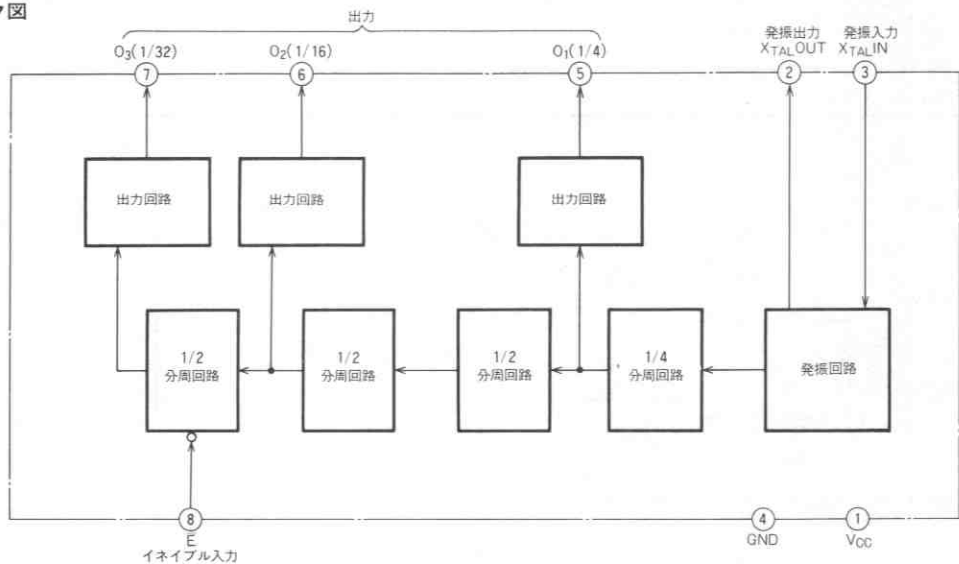 ク図
出力
O3(1/32)
O2(1/16)
O1(1/4)
発振出力
XTALOUT
発振入力
XTALIN
7
6
5
2
3
出力回路
出力回路
出力回路
1/2
分周回路
1/2
分周回路
1/2
分周回路
1/4
分周回路
発振回路
8
E
イネイブル入力
4
GND
1
VCC